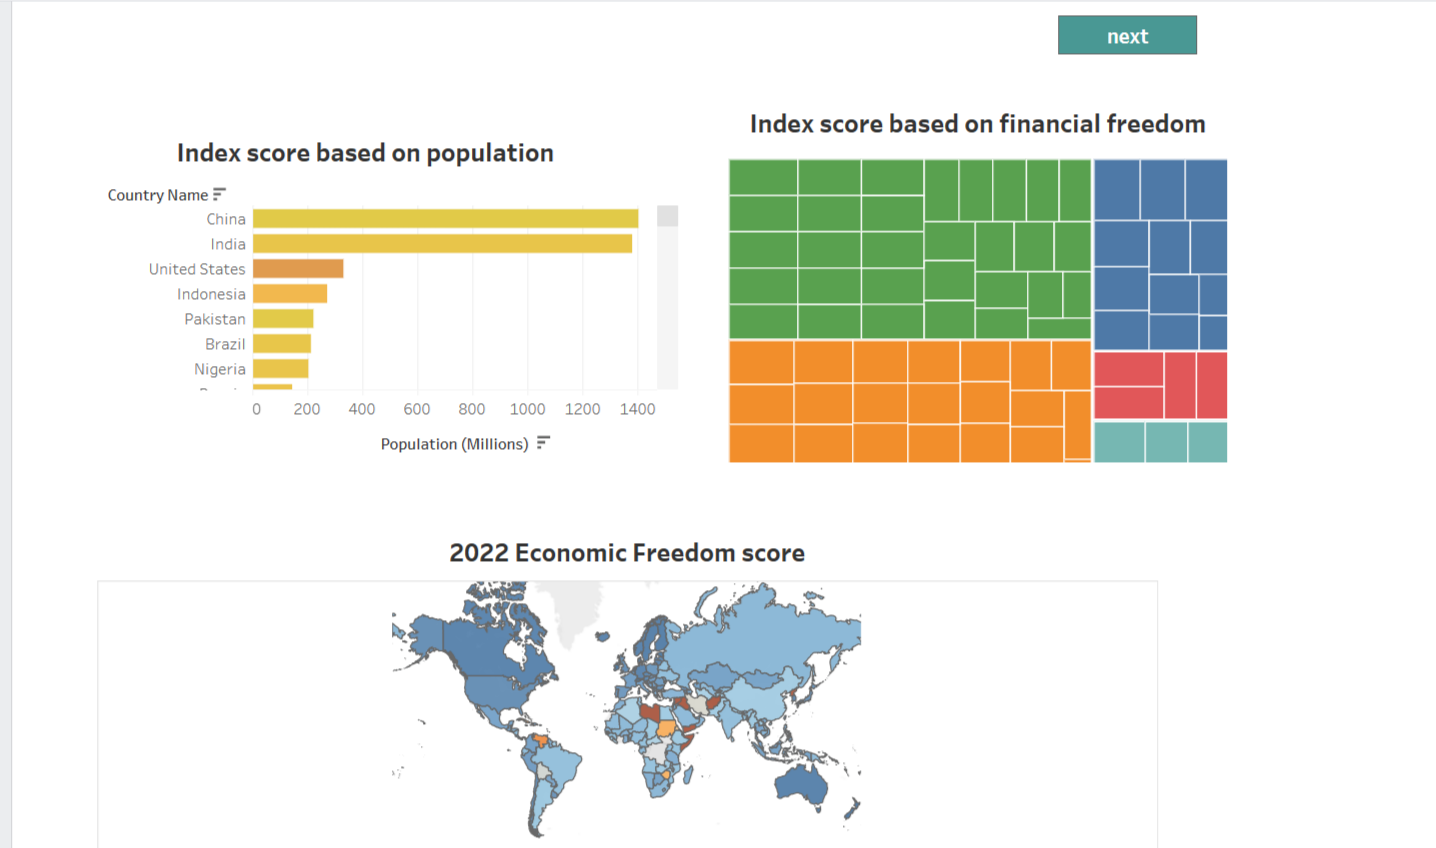 next
Index score based on population
Country Name
China
India
United States
Indonesia
Pakistan
Brazil
Nigeria
0 200 400 600 800 1000 1200 1400
Population (Millions)
Index score based on financial freedom
2022 Economic Freedom score